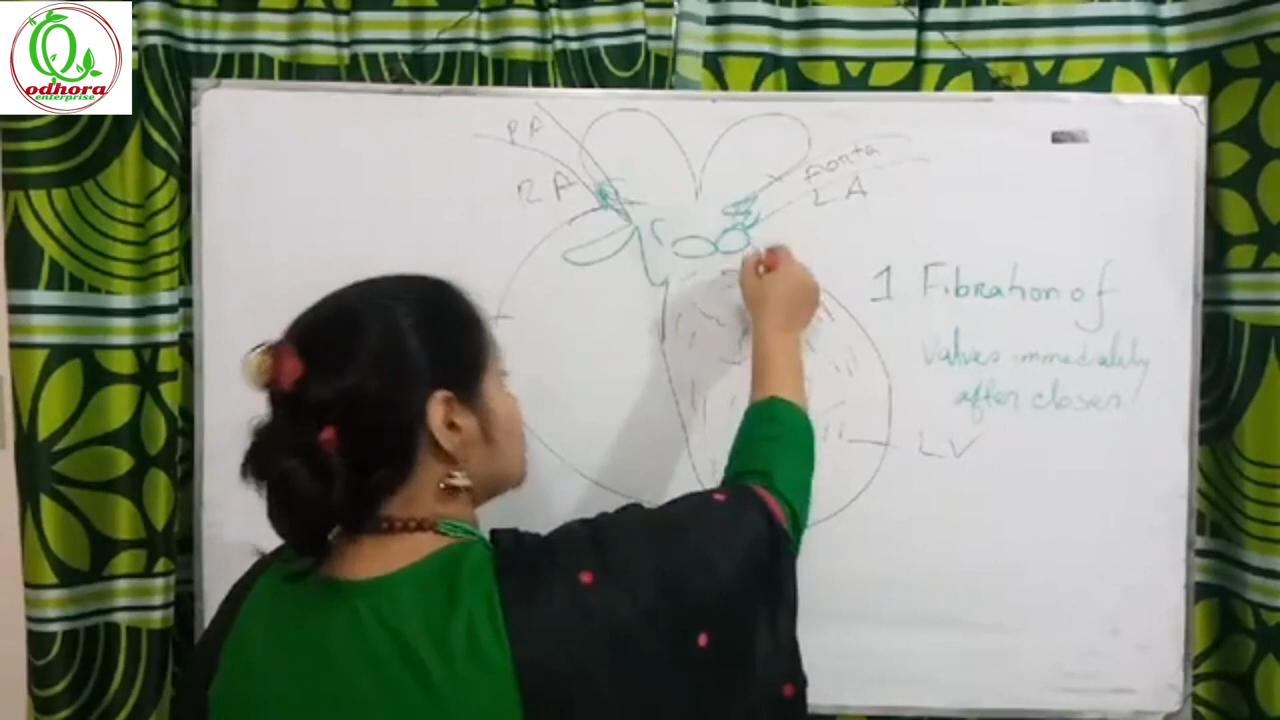 odhora
enterprise
PA
RA
Aorta
LA
1 Fibration of
valves immediately
after closer
LV